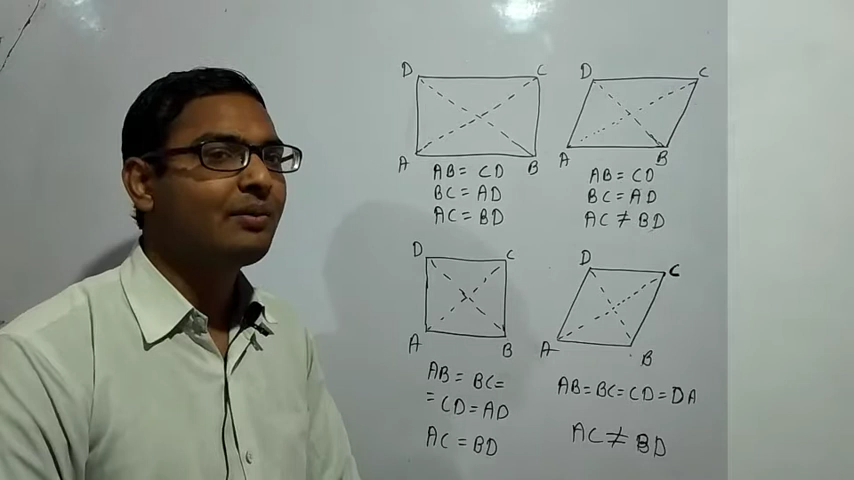 D C D C
A B A B
AB = CD
BC = AD
AC = BD
AB = CD
BC = AD
AC ≠ BD
D C D C
A B A B
AB = BC =
= CD = AD
AC = BD
AB = BC = CD = DA
AC ≠ BD